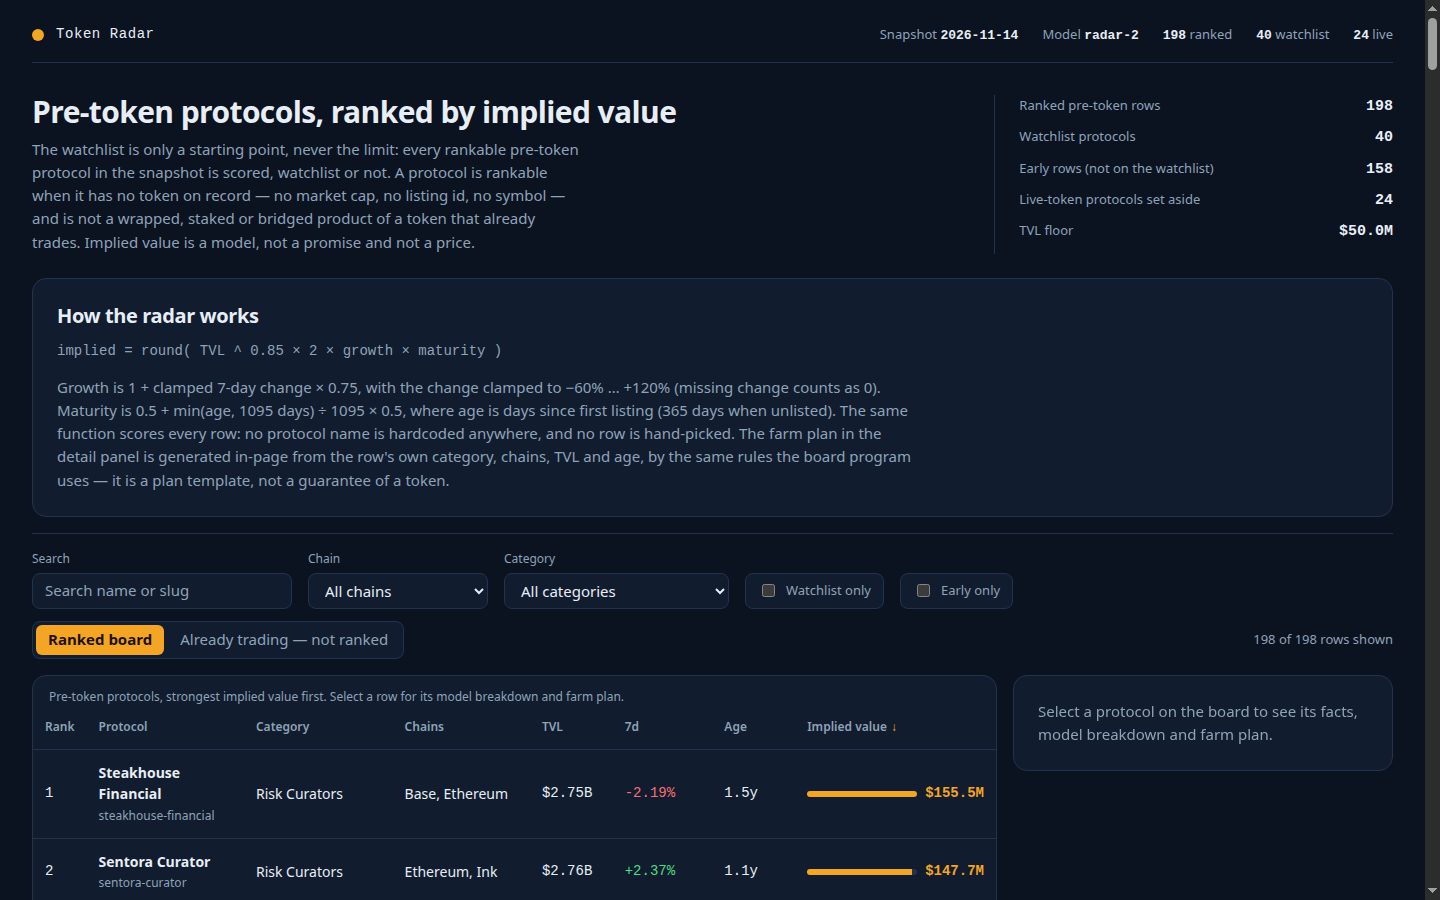 Token Radar
Snapshot 2026-11-14 Model radar-2 198 ranked 40 watchlist 24 live
Pre-token protocols, ranked by implied value
The watchlist is only a starting point, never the limit: every rankable pre-token
protocol in the snapshot is scored, watchlist or not. A protocol is rankable
when it has no token on record — no market cap, no listing id, no symbol —
and is not a wrapped, staked or bridged product of a token that already
trades. Implied value is a model, not a promise and not a price.
Ranked pre-token rows 198
Watchlist protocols 40
Early rows (not on the watchlist) 158
Live-token protocols set aside 24
TVL floor $50.0M
How the radar works
implied = round( TVL ^ 0.85 × 2 × growth × maturity )
Growth is 1 + clamped 7-day change × 0.75, with the change clamped to −60% … +120% (missing change counts as 0).
Maturity is 0.5 + min(age, 1095 days) ÷ 1095 × 0.5, where age is days since first listing (365 days when unlisted). The same
function scores every row: no protocol name is hardcoded anywhere, and no row is hand-picked. The farm plan in the
detail panel is generated in-page from the row's own category, chains, TVL and age, by the same rules the board program
uses — it is a plan template, not a guarantee of a token.
Search Chain Category
Search name or slug All chains All categories Watchlist only Early only
Ranked board Already trading — not ranked 198 of 198 rows shown
Pre-token protocols, strongest implied value first. Select a row for its model breakdown and farm plan.
Rank Protocol Category Chains TVL 7d Age Implied value ↓
1 Steakhouse Financial Risk Curators Base, Ethereum $2.75B -2.19% 1.5y $155.5M
steakhouse-financial
2 Sentora Curator Risk Curators Ethereum, Ink $2.76B +2.37% 1.1y $147.7M
sentora-curator
Select a protocol on the board to see its facts,
model breakdown and farm plan.